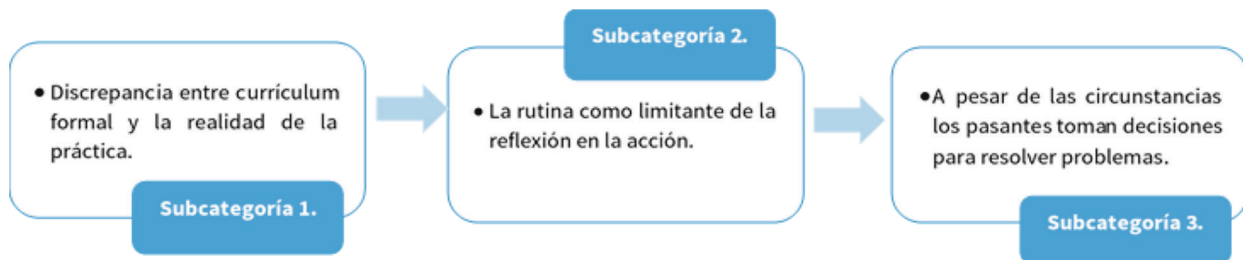 ● Discrepancia entre currículum
formal y la realidad de la
práctica.
Subcategoría 1.
Subcategoría 2.
● La rutina como limitante de la
reflexión en la acción.
●A pesar de las circunstancias
los pasantes toman decisiones
para resolver problemas.
Subcategoría 3.